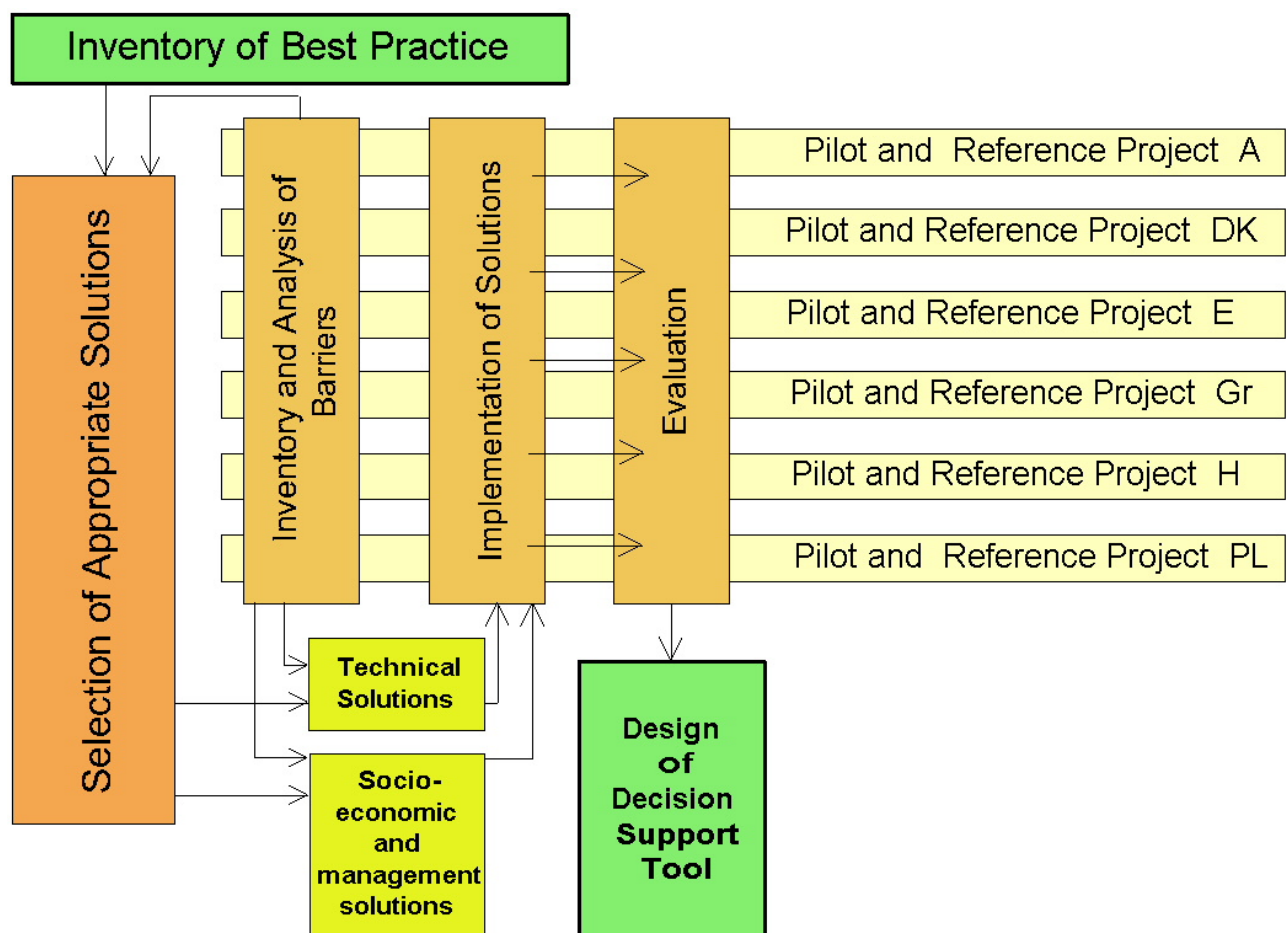 Inventory of Best Practice
Selection of Appropriate Solutions
Inventory and Analysis of
Barriers
Implementation of Solutions
Evaluation
Pilot and Reference Project A
Pilot and Reference Project DK
Pilot and Reference Project E
Pilot and Reference Project Gr
Pilot and Reference Project H
Pilot and Reference Project PL
Technical
Solutions
Socio-
economic
and
management
solutions
Design
of
Decision
Support
Tool